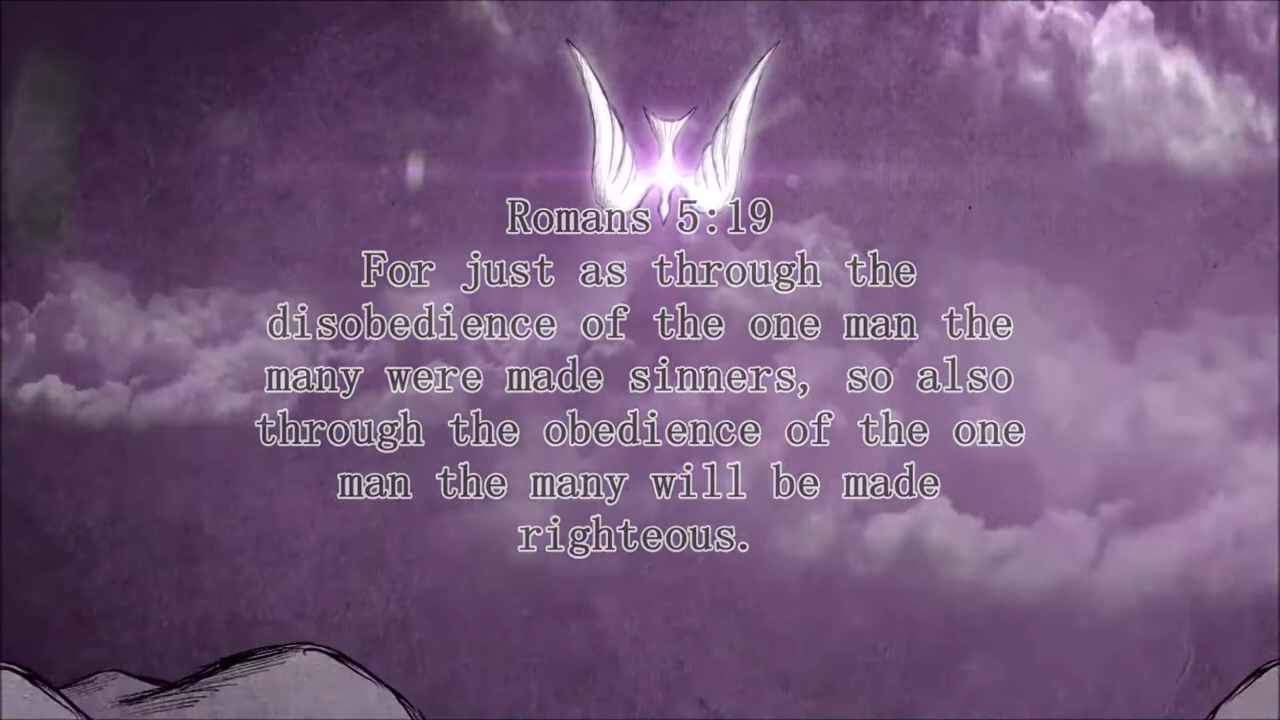 Romans 5:19
For just as through the
disobedience of the one man the
many were made sinners, so also
through the obedience of the one
man the many will be made
righteous.